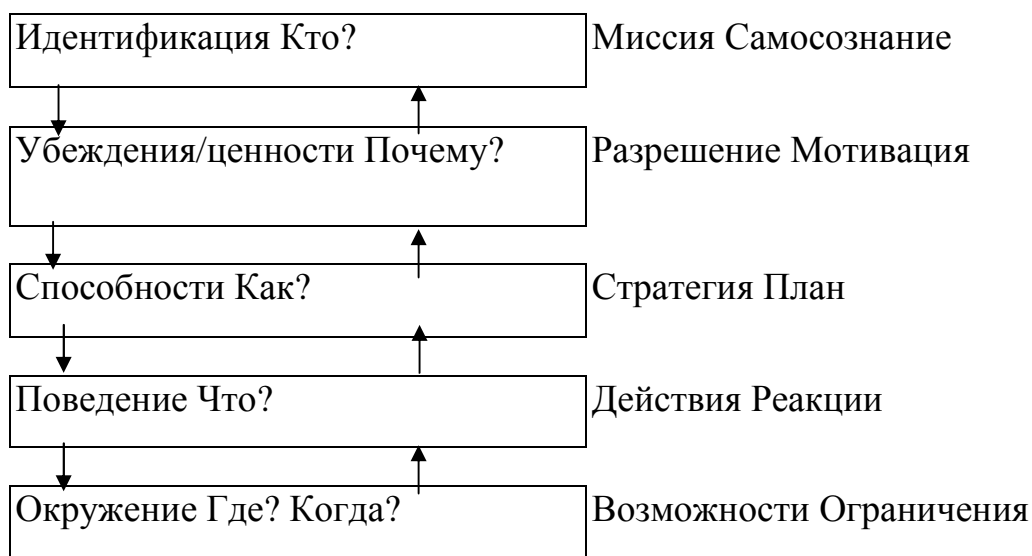 Идентификация Кто? Миссия Самосознание
Убеждения/ценности Почему? Разрешение Мотивация
Способности Как? Стратегия План
Поведение Что? Действия Реакции
Окружение Где? Когда? Возможности Ограничения